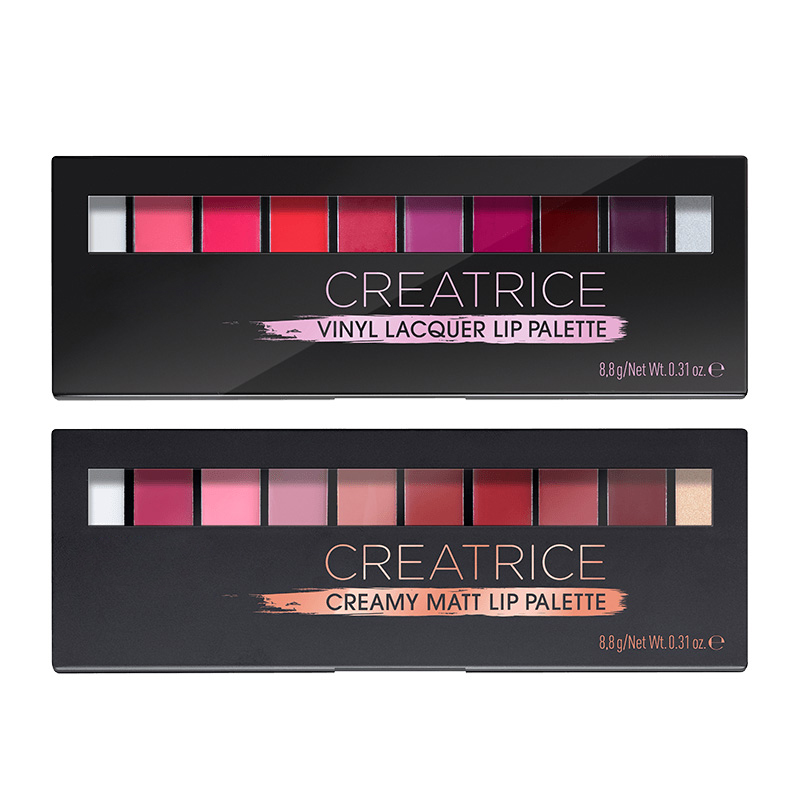 CREATRICE
VINYL LACQUER LIP PALETTE
8,8 g/Net Wt. 0.31 oz. ℮
CREATRICE
CREAMY MATT LIP PALETTE
8,8 g/Net Wt. 0.31 oz. ℮